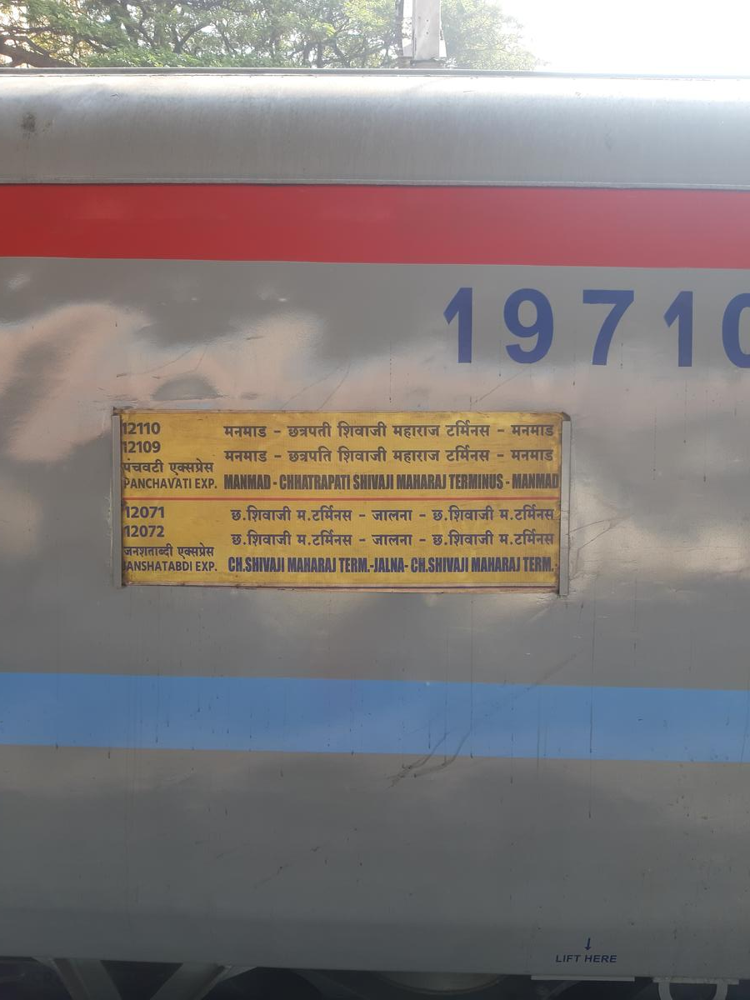 19710
12110 मनमाड - छत्रपती शिवाजी महाराज टर्मिनस - मनमाड
12109 मनमाड - छत्रपति शिवाजी महाराज टर्मिनस - मनमाड
पंचवटी एक्सप्रेस
PANCHAVATI EXP. MANMAD - CHHATRAPATI SHIVAJI MAHARAJ TERMINUS - MANMAD
12071 छ.शिवाजी म.टर्मिनस - जालना - छ.शिवाजी म.टर्मिनस
12072 छ.शिवाजी म.टर्मिनस - जालना - छ.शिवाजी म.टर्मिनस
जनशताब्दी एक्सप्रेस
JANSHATABDI EXP. CH.SHIVAJI MAHARAJ TERM.-JALNA- CH.SHIVAJI MAHARAJ TERM.
LIFT HERE